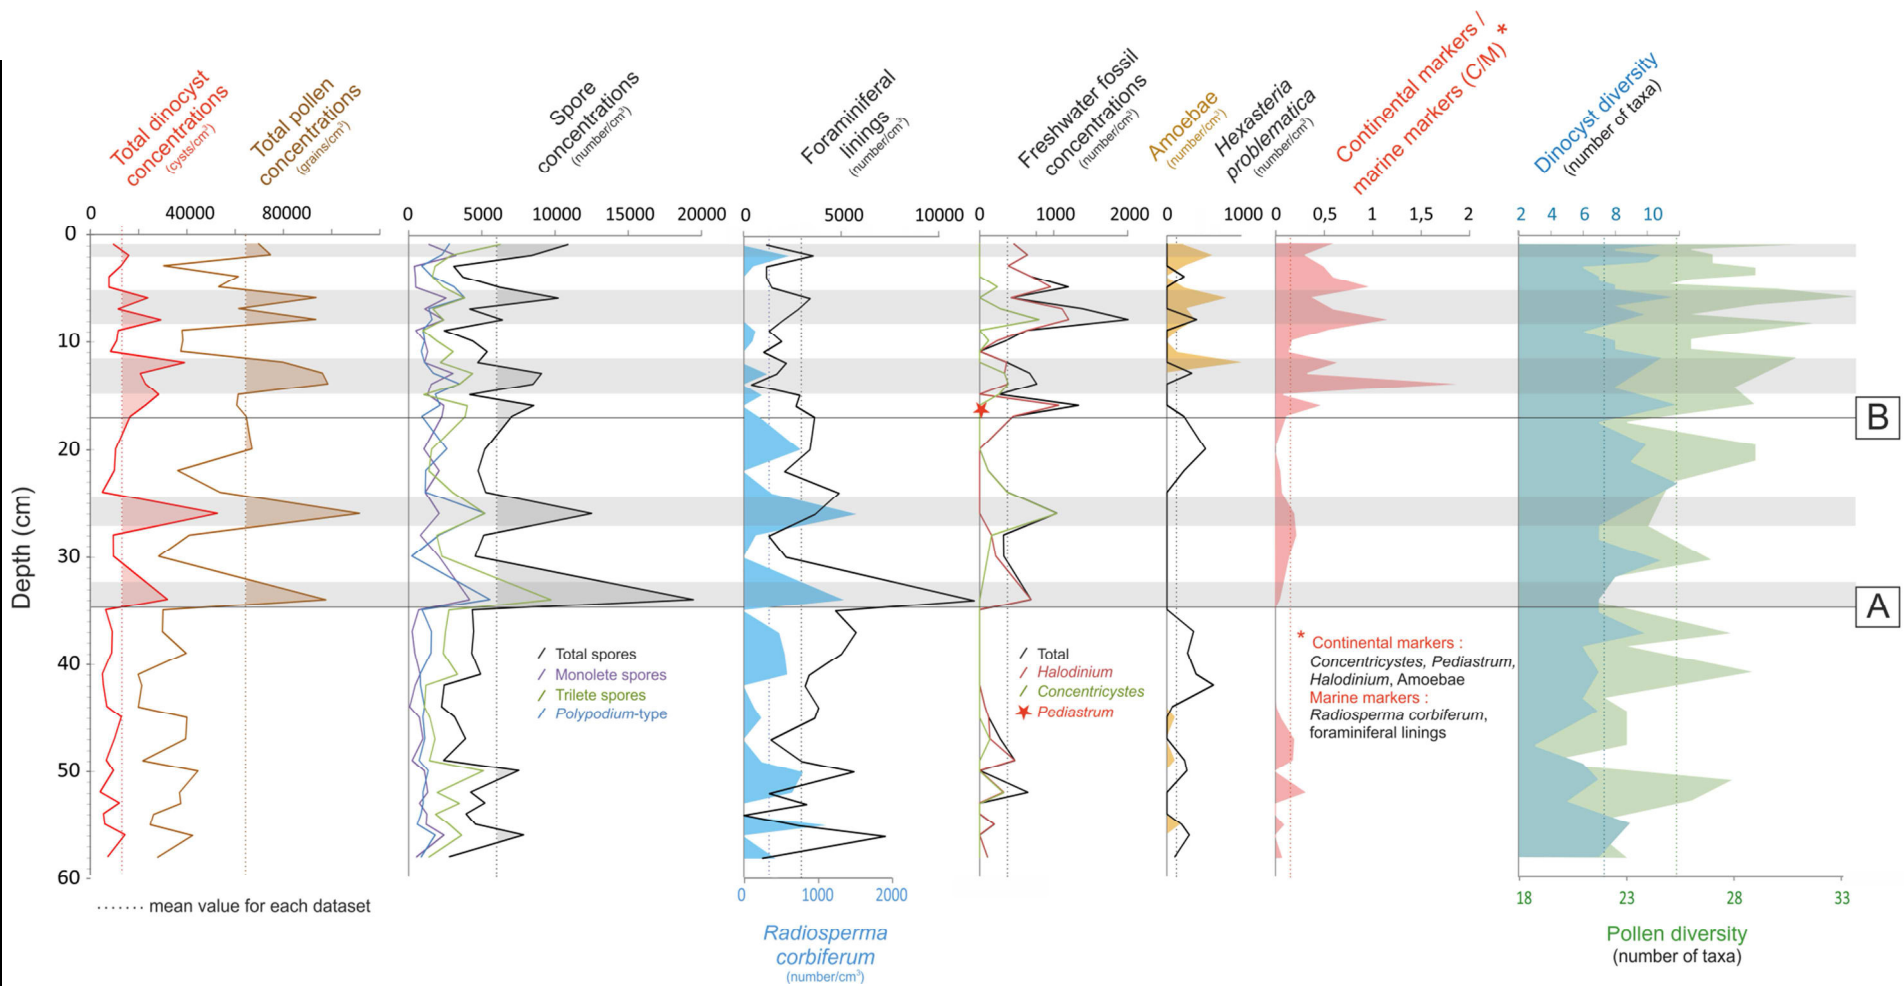 Total dinocyst
concentrations
(cysts/cm³)
Total pollen
concentrations
(grains/cm³)
Spore
concentrations
(number/cm³)
Foraminiferal
linings
(number/cm³)
Freshwater fossil
concentrations
(number/cm³)
Amoebae
(number/cm³)
Hexasteria
problematica
(number/cm³)
Continental markers /
marine markers (C/M) *
Dinocyst diversity
(number of taxa)
0 40000 80000
0 5000 10000 15000 20000
0 5000 10000
0 1000 2000
0 1000
0 0,5 1 1,5 2
2 4 6 8 10
Depth (cm)
0
10
20
30
40
50
60
B
A
Total spores
Monolete spores
Trilete spores
Polypodium-type
Total
Halodinium
Concentricystes
Pediastrum
* Continental markers :
Concentricystes, Pediastrum,
Halodinium, Amoebae
Marine markers :
Radiosperma corbiferum,
foraminiferal linings
0 1000 2000
18 23 28 33
....... mean value for each dataset
Radiosperma
corbiferum
(number/cm³)
Pollen diversity
(number of taxa)